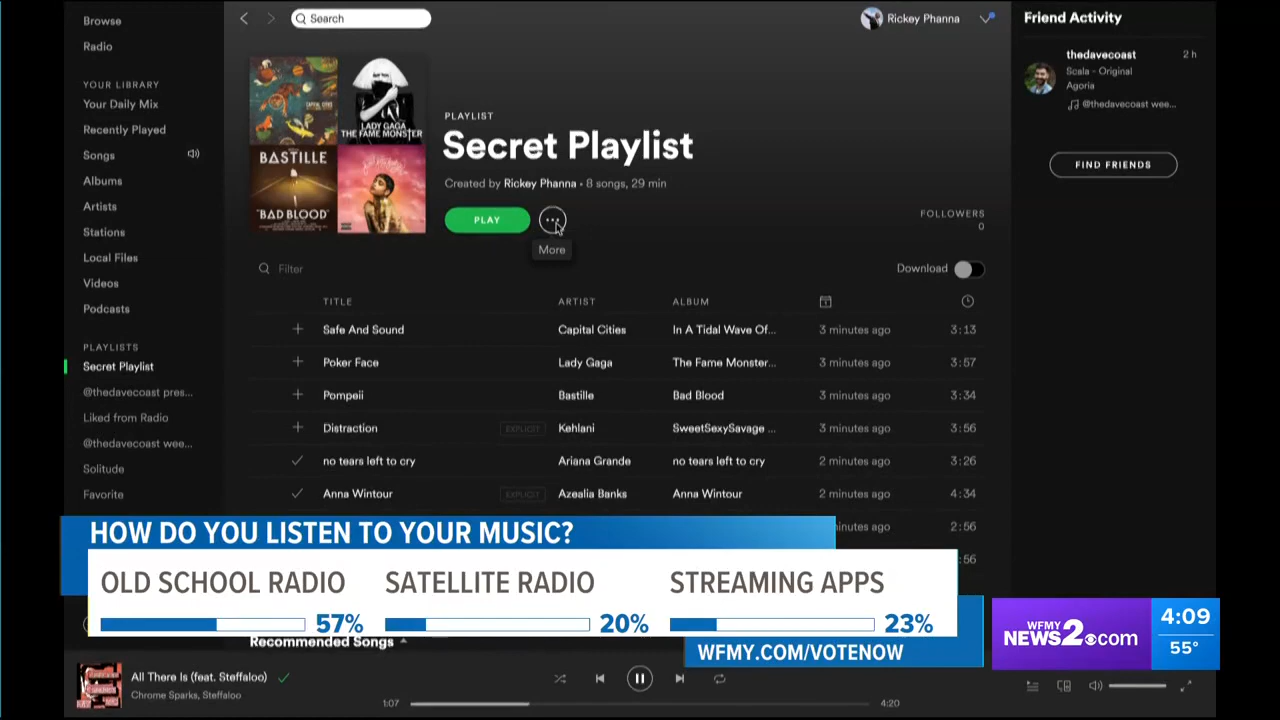 Browse
Radio
YOUR LIBRARY
Your Daily Mix
Recently Played
Songs
Albums
Artists
Stations
Local Files
Videos
Podcasts
PLAYLISTS
Secret Playlist
@thedavecoast pres...
Liked from Radio
@thedavecoast wee...
Solitude
Favorite
Search
Rickey Phanna
CAPITAL CITIES
LADY GAGA
THE FAME MONSTER
BASTILLE
"BAD BLOOD"
PLAYLIST
Secret Playlist
Created by Rickey Phanna • 8 songs, 29 min
PLAY
More
FOLLOWERS
0
Filter
Download
TITLE ARTIST ALBUM
Safe And Sound Capital Cities In A Tidal Wave Of... 3 minutes ago 3:13
Poker Face Lady Gaga The Fame Monster... 3 minutes ago 3:57
Pompeii Bastille Bad Blood 3 minutes ago 3:34
Distraction EXPLICIT Kehlani SweetSexySavage ... 3 minutes ago 3:56
no tears left to cry Ariana Grande no tears left to cry 2 minutes ago 3:26
Anna Wintour EXPLICIT Azealia Banks Anna Wintour 2 minutes ago 4:34
minutes ago 2:56
:56
Friend Activity
thedavecoast 2 h
Scala - Original
Agoria
@thedavecoast wee...
FIND FRIENDS
HOW DO YOU LISTEN TO YOUR MUSIC?
OLD SCHOOL RADIO SATELLITE RADIO STREAMING APPS
57% 20% 23%
Recommended Songs
WFMY.COM/VOTENOW
WFMY
NEWS 2 com
4:09
55°
All There Is (feat. Steffaloo)
Chrome Sparks, Steffaloo
1:07 4:20